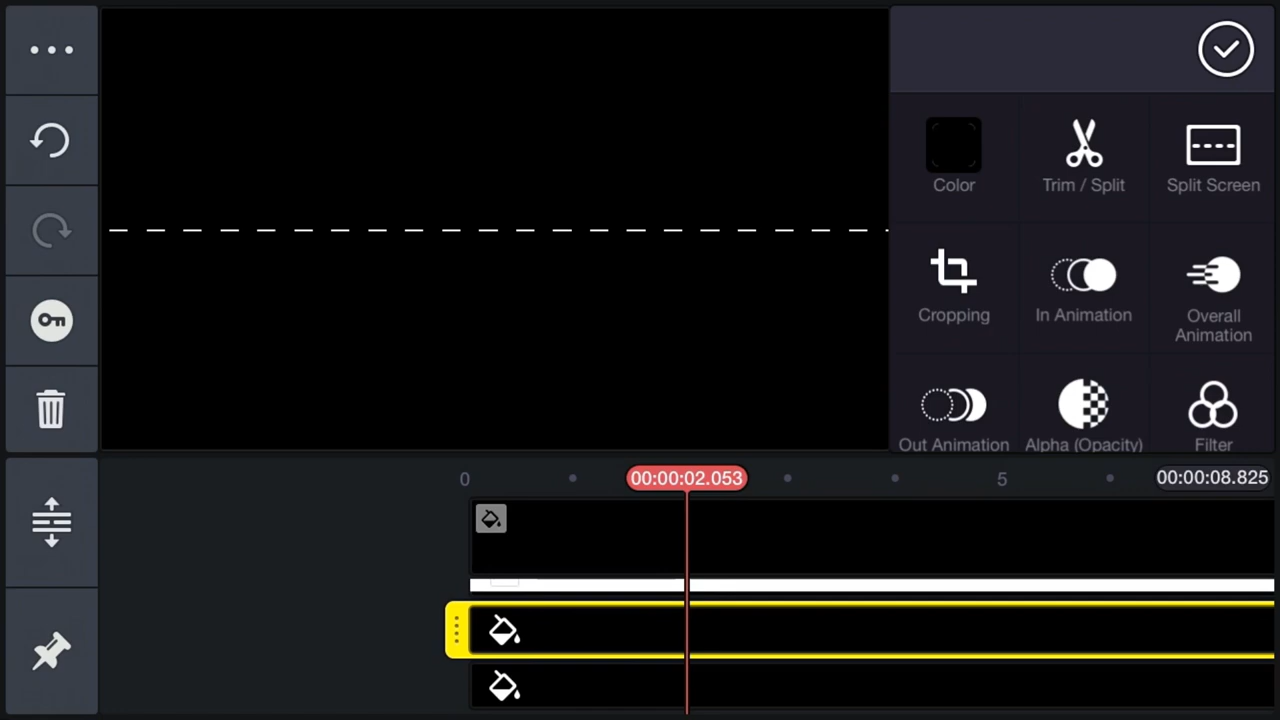 Color
Trim / Split
Split Screen
Cropping
In Animation
Overall
Animation
Out Animation
Alpha (Opacity)
Filter
0
00:00:02.053
5
00:00:08.825